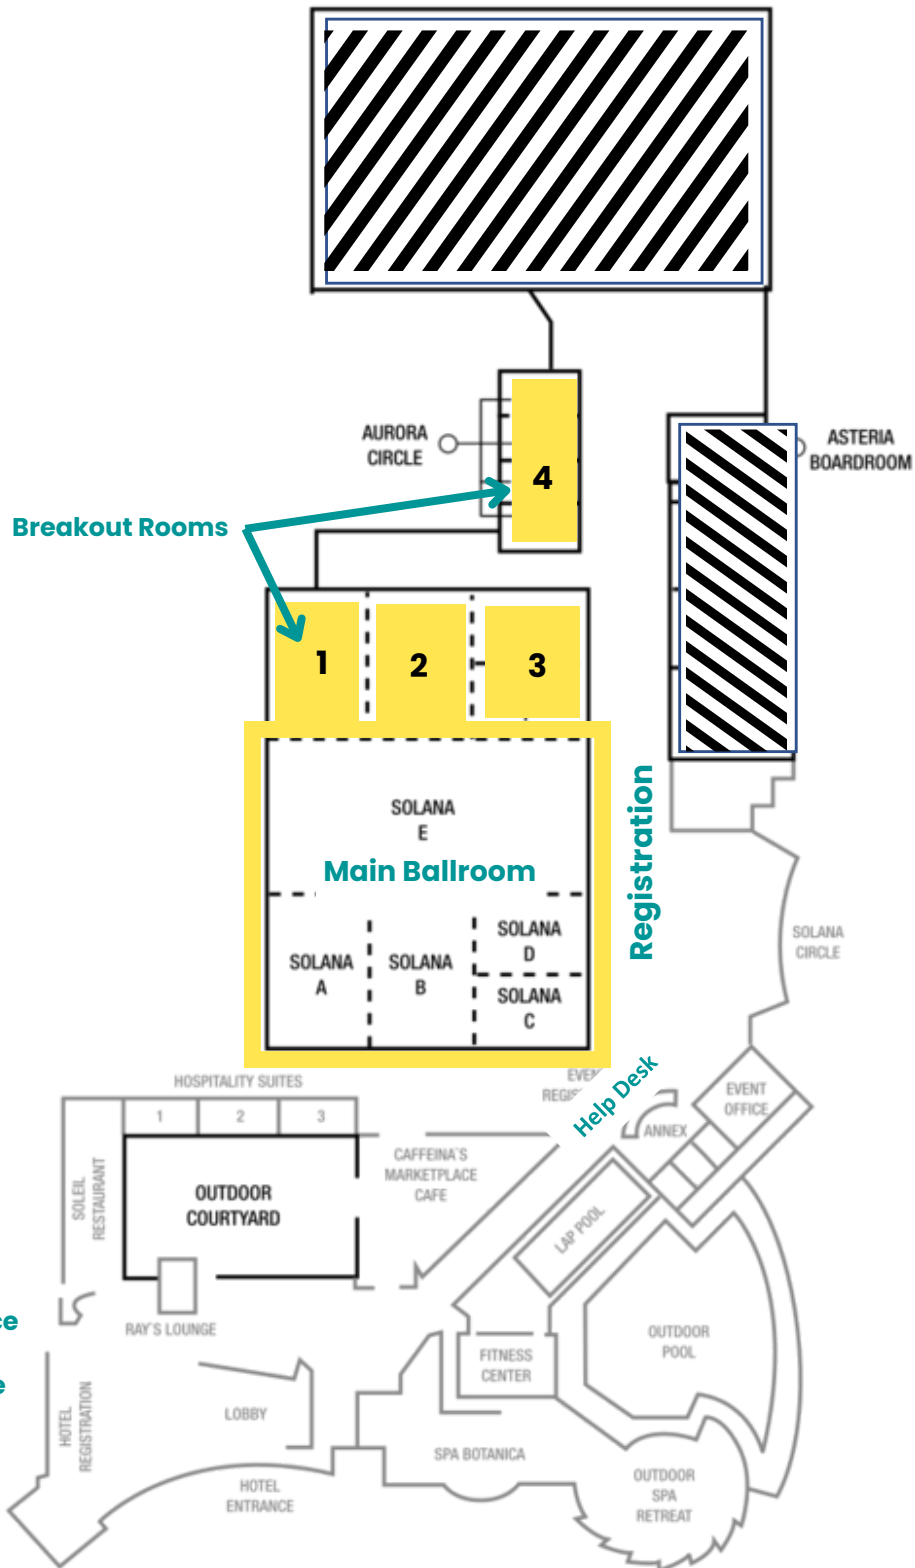 AURORA
CIRCLE
ASTERIA
BOARDROOM
4
Breakout Rooms
1
2
3
SOLANA
E
Main Ballroom
Registration
SOLANA
A
SOLANA
B
SOLANA
D
SOLANA
C
SOLANA
CIRCLE
HOSPITALITY SUITES
1
2
3
Help Desk
EVENT
OFFICE
ANNEX
CAFFEINA'S
MARKETPLACE
CAFE
SOLEIL
RESTAURANT
OUTDOOR
COURTYARD
LAP POOL
RAY'S LOUNGE
OUTDOOR
POOL
FITNESS
CENTER
HOTEL
REGISTRATION
LOBBY
SPA BOTANICA
HOTEL
ENTRANCE
OUTDOOR
SPA
RETREAT